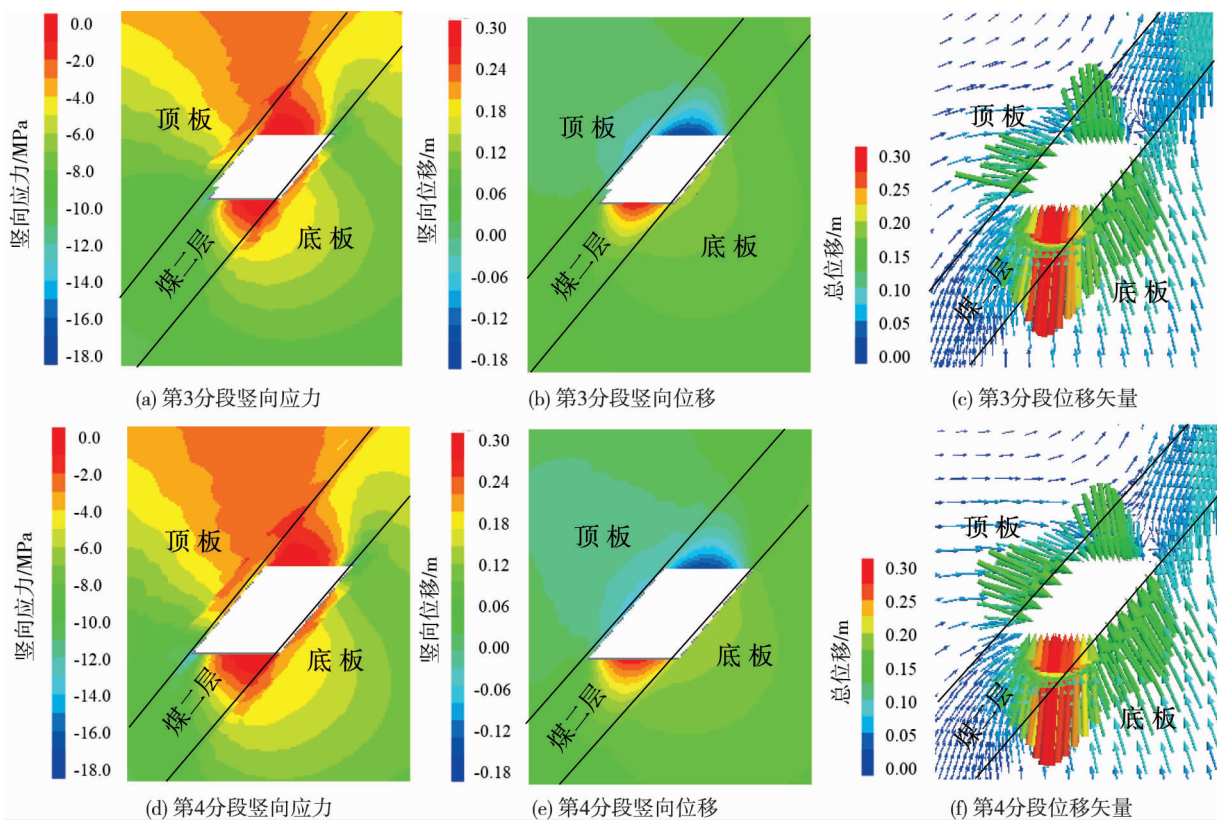 0.0
-2.0
-4.0
-6.0
-8.0
-10.0
-12.0
-14.0
-16.0
-18.0
竖向应力/MPa
顶板
底板
煤二层
(a) 第3分段竖向应力
0.30
0.24
0.18
0.12
0.06
0.00
-0.06
-0.12
-0.18
竖向位移/m
顶板
底板
煤二层
(b) 第3分段竖向位移
0.30
0.25
0.20
0.15
0.10
0.05
0.00
总位移/m
顶板
底板
煤二层
(c) 第3分段位移矢量
0.0
-2.0
-4.0
-6.0
-8.0
-10.0
-12.0
-14.0
-16.0
-18.0
竖向应力/MPa
顶板
底板
煤二层
(d) 第4分段竖向应力
0.30
0.24
0.18
0.12
0.06
0.00
-0.06
-0.12
-0.18
竖向位移/m
顶板
底板
煤二层
(e) 第4分段竖向位移
0.30
0.25
0.20
0.15
0.10
0.05
0.00
总位移/m
顶板
底板
煤二层
(f) 第4分段位移矢量